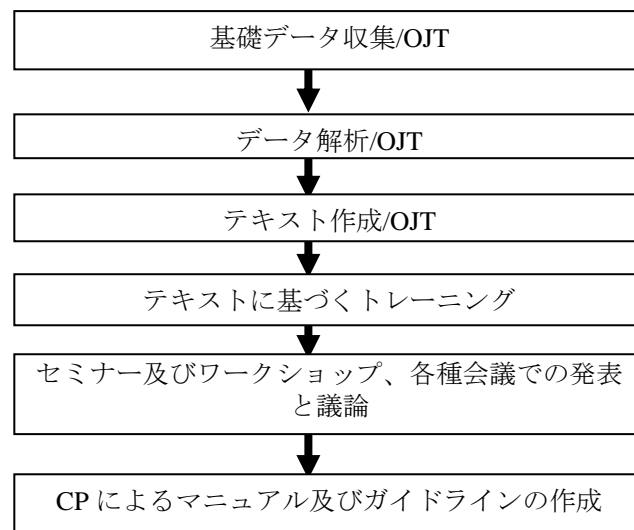 基礎データ収集/OJT
データ解析/OJT
テキスト作成/OJT
テキストに基づくトレーニング
セミナー及びワークショップ、各種会議での発表
と議論
CP によるマニュアル及びガイドラインの作成